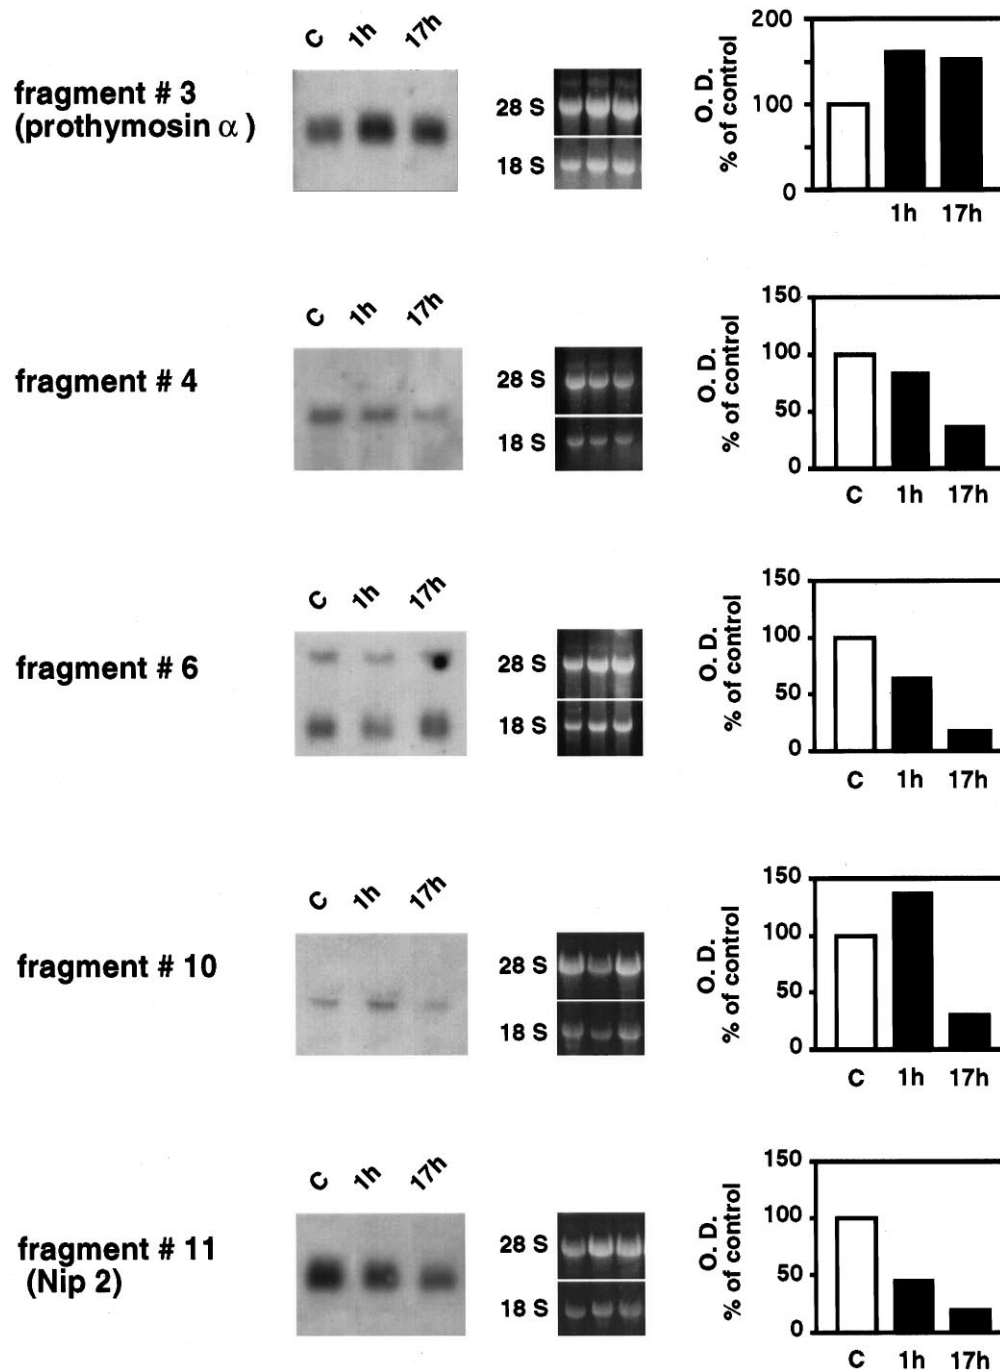 C 1h 17h
fragment # 3
(prothymosin α)
28 S
18 S
O. D.
% of control
200
100
0
1h 17h
C 1h 17h
fragment # 4
28 S
18 S
O. D.
% of control
150
100
50
0
C 1h 17h
C 1h 17h
fragment # 6
28 S
18 S
O. D.
% of control
150
100
50
0
C 1h 17h
C 1h 17h
fragment # 10
28 S
18 S
O. D.
% of control
150
100
50
0
C 1h 17h
C 1h 17h
fragment # 11
(Nip 2)
28 S
18 S
O. D.
% of control
150
100
50
0
C 1h 17h